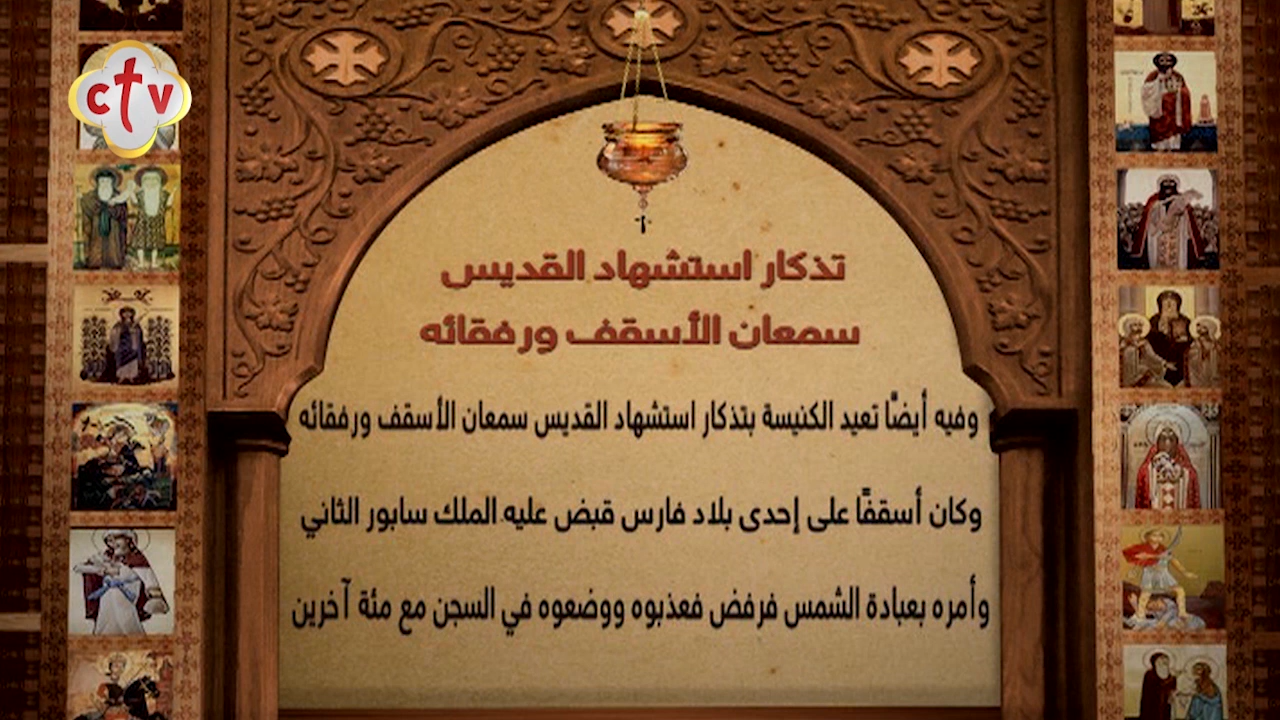 ctv
تذكار استشهاد القديس
سمعان الأسقف ورفقائه
وفيه أيضًا تعيد الكنيسة بتذكار استشهاد القديس سمعان الأسقف ورفقائه
وكان أسقفًا على إحدى بلاد فارس قبض عليه الملك سابور الثاني
وأمره بعبادة الشمس فرفض فعذبوه ووضعوه في السجن مع مئة آخرين